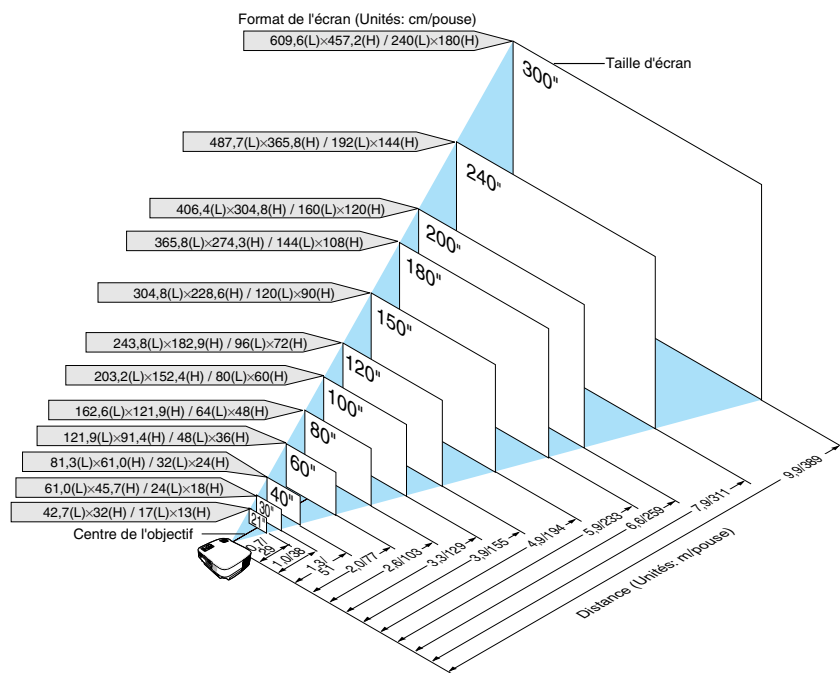 Format de l'écran (Unités: cm/pouse)
609,6(L)×457,2(H) / 240(L)×180(H)
Taille d'écran
300"
487,7(L)×365,8(H) / 192(L)×144(H)
240"
406,4(L)×304,8(H) / 160(L)×120(H)
200"
365,8(L)×274,3(H) / 144(L)×108(H)
180"
304,8(L)×228,6(H) / 120(L)×90(H)
150"
243,8(L)×182,9(H) / 96(L)×72(H)
120"
203,2(L)×152,4(H) / 80(L)×60(H)
100"
162,6(L)×121,9(H) / 64(L)×48(H)
80"
121,9(L)×91,4(H) / 48(L)×36(H)
60"
81,3(L)×61,0(H) / 32(L)×24(H)
40"
61,0(L)×45,7(H) / 24(L)×18(H)
30"
42,7(L)×32(H) / 17(L)×13(H)
21"
Centre de l'objectif
0,7/
29
1,0/38
1,3/
51
2,0/77
2,6/103
3,3/129
3,9/155
4,9/194
5,9/233
6,6/259
7,9/311
9,9/389
Distance (Unités: m/pouse)